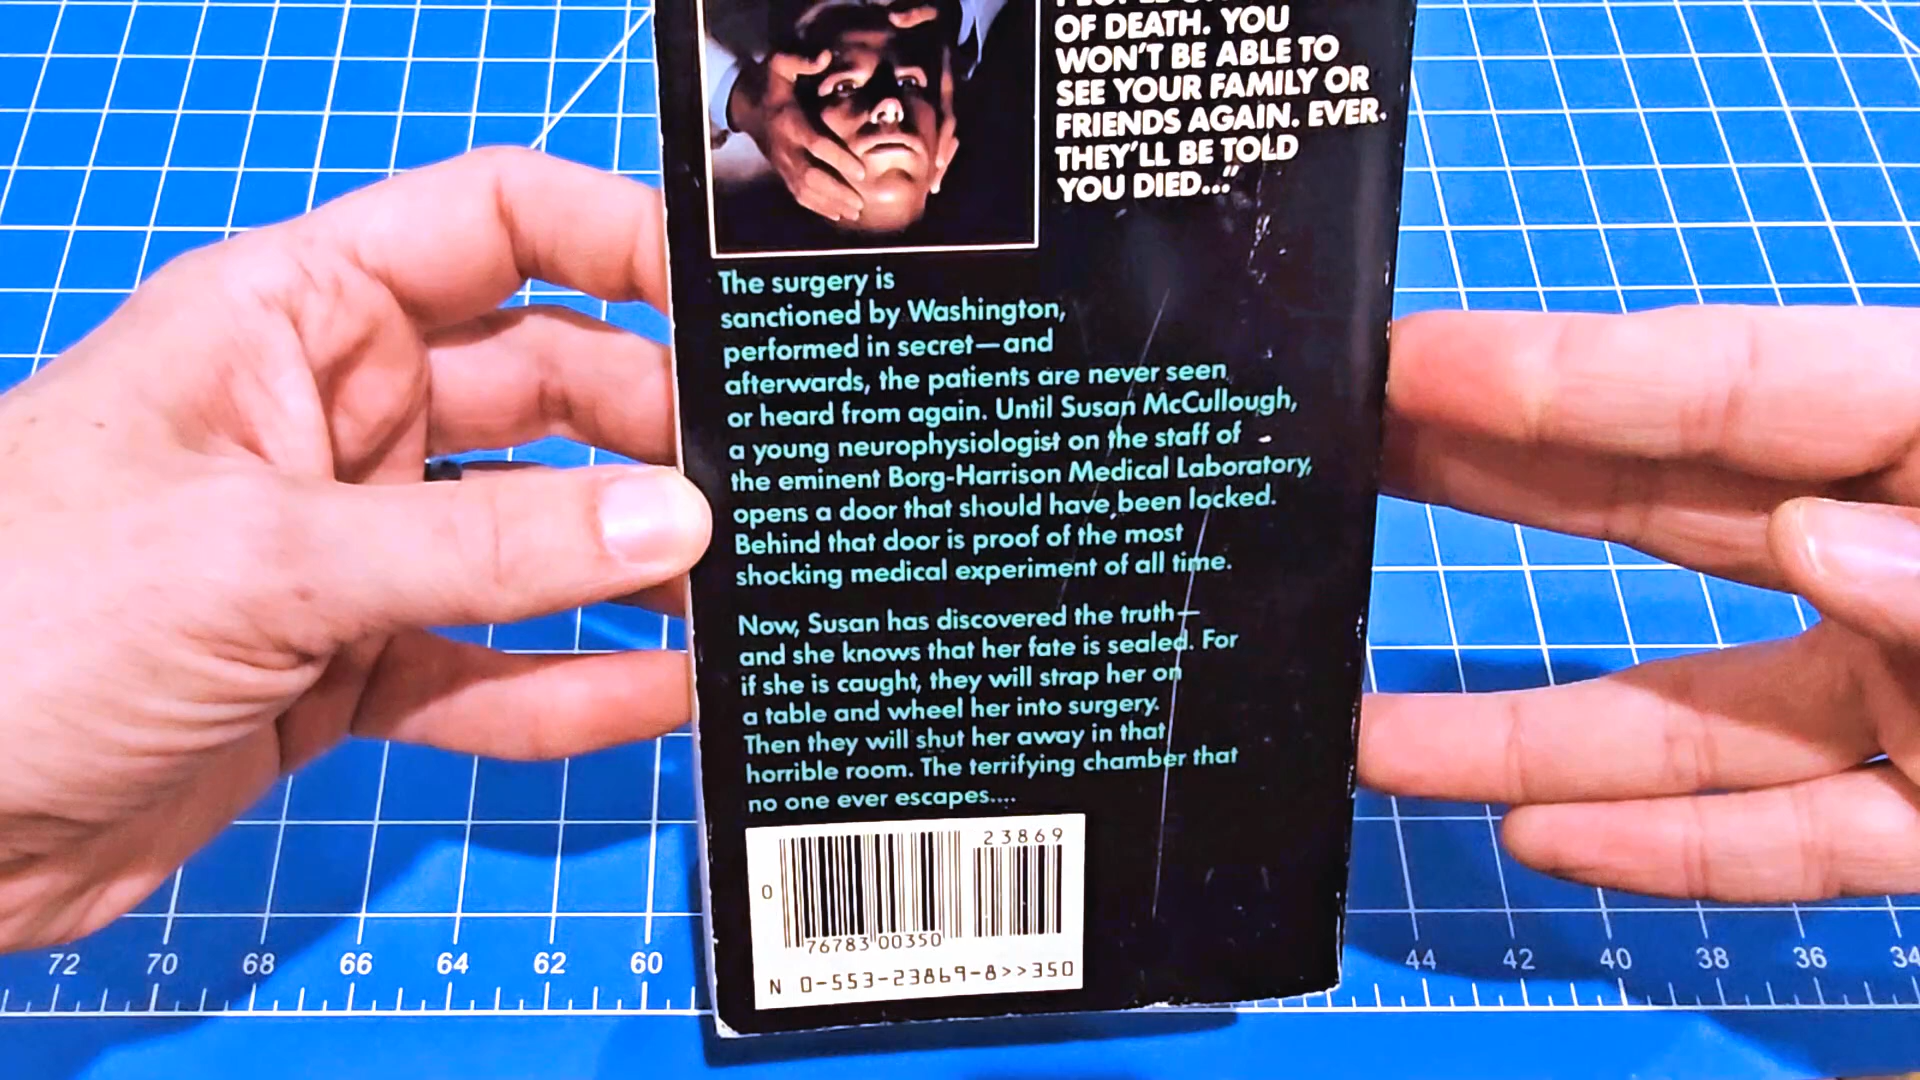 OF DEATH. YOU
WON'T BE ABLE TO
SEE YOUR FAMILY OR
FRIENDS AGAIN. EVER.
THEY'LL BE TOLD
YOU DIED..."
The surgery is
sanctioned by Washington,
performed in secret—and
afterwards, the patients are never seen
or heard from again. Until Susan McCullough,
a young neurophysiologist on the staff of
the eminent Borg-Harrison Medical Laboratory,
opens a door that should have been locked.
Behind that door is proof of the most
shocking medical experiment of all time.
Now, Susan has discovered the truth—
and she knows that her fate is sealed. For
if she is caught, they will strap her on
a table and wheel her into surgery.
Then they will shut her away in that
horrible room. The terrifying chamber that
no one ever escapes....
23869
0
76783 00350
N 0-553-23869-8>>350
72 70 68 66 64 62 60 44 42 40 38 36 34